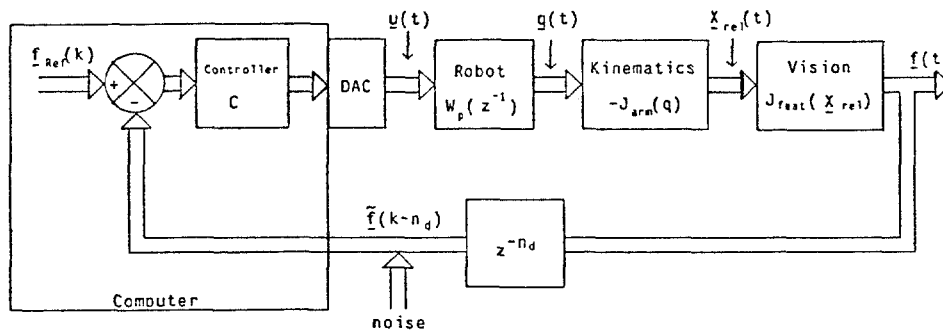 f_Ref(k)
+
-
Controller
C
DAC
u(t)
Robot
W_p(z^-1)
q(t)
Kinematics
-J_arm(q)
X_rel(t)
Vision
J_feat(X_rel)
f(t
f̃(k-n_d)
z^-n_d
noise
Computer